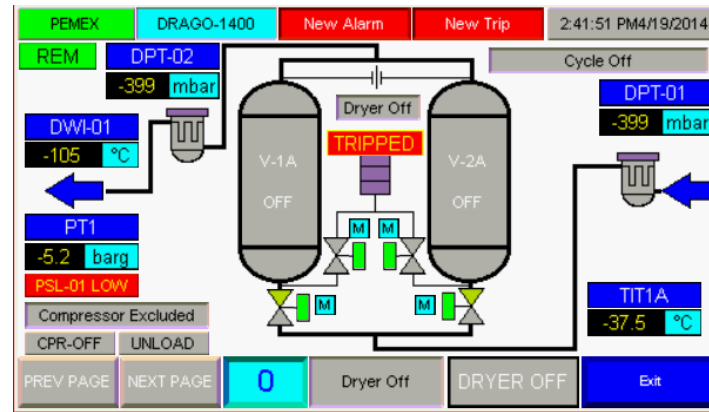 PEMEX DRAGO-1400 New Alarm New Trip 2:41:51 PM4/19/2014
REM DPT-02 Cycle Off
-399 mbar
DPT-01
Dryer Off
-399 mbar
DWI-01
TRIPPED
-105 °C
V-1A V-2A
OFF OFF
PT1
M M
-5.2 barg
PSL-01 LOW
TIT1A
M M
Compressor Excluded
-37.5 °C
CPR-OFF UNLOAD
PREV PAGE NEXT PAGE 0 Dryer Off DRYER OFF Exit